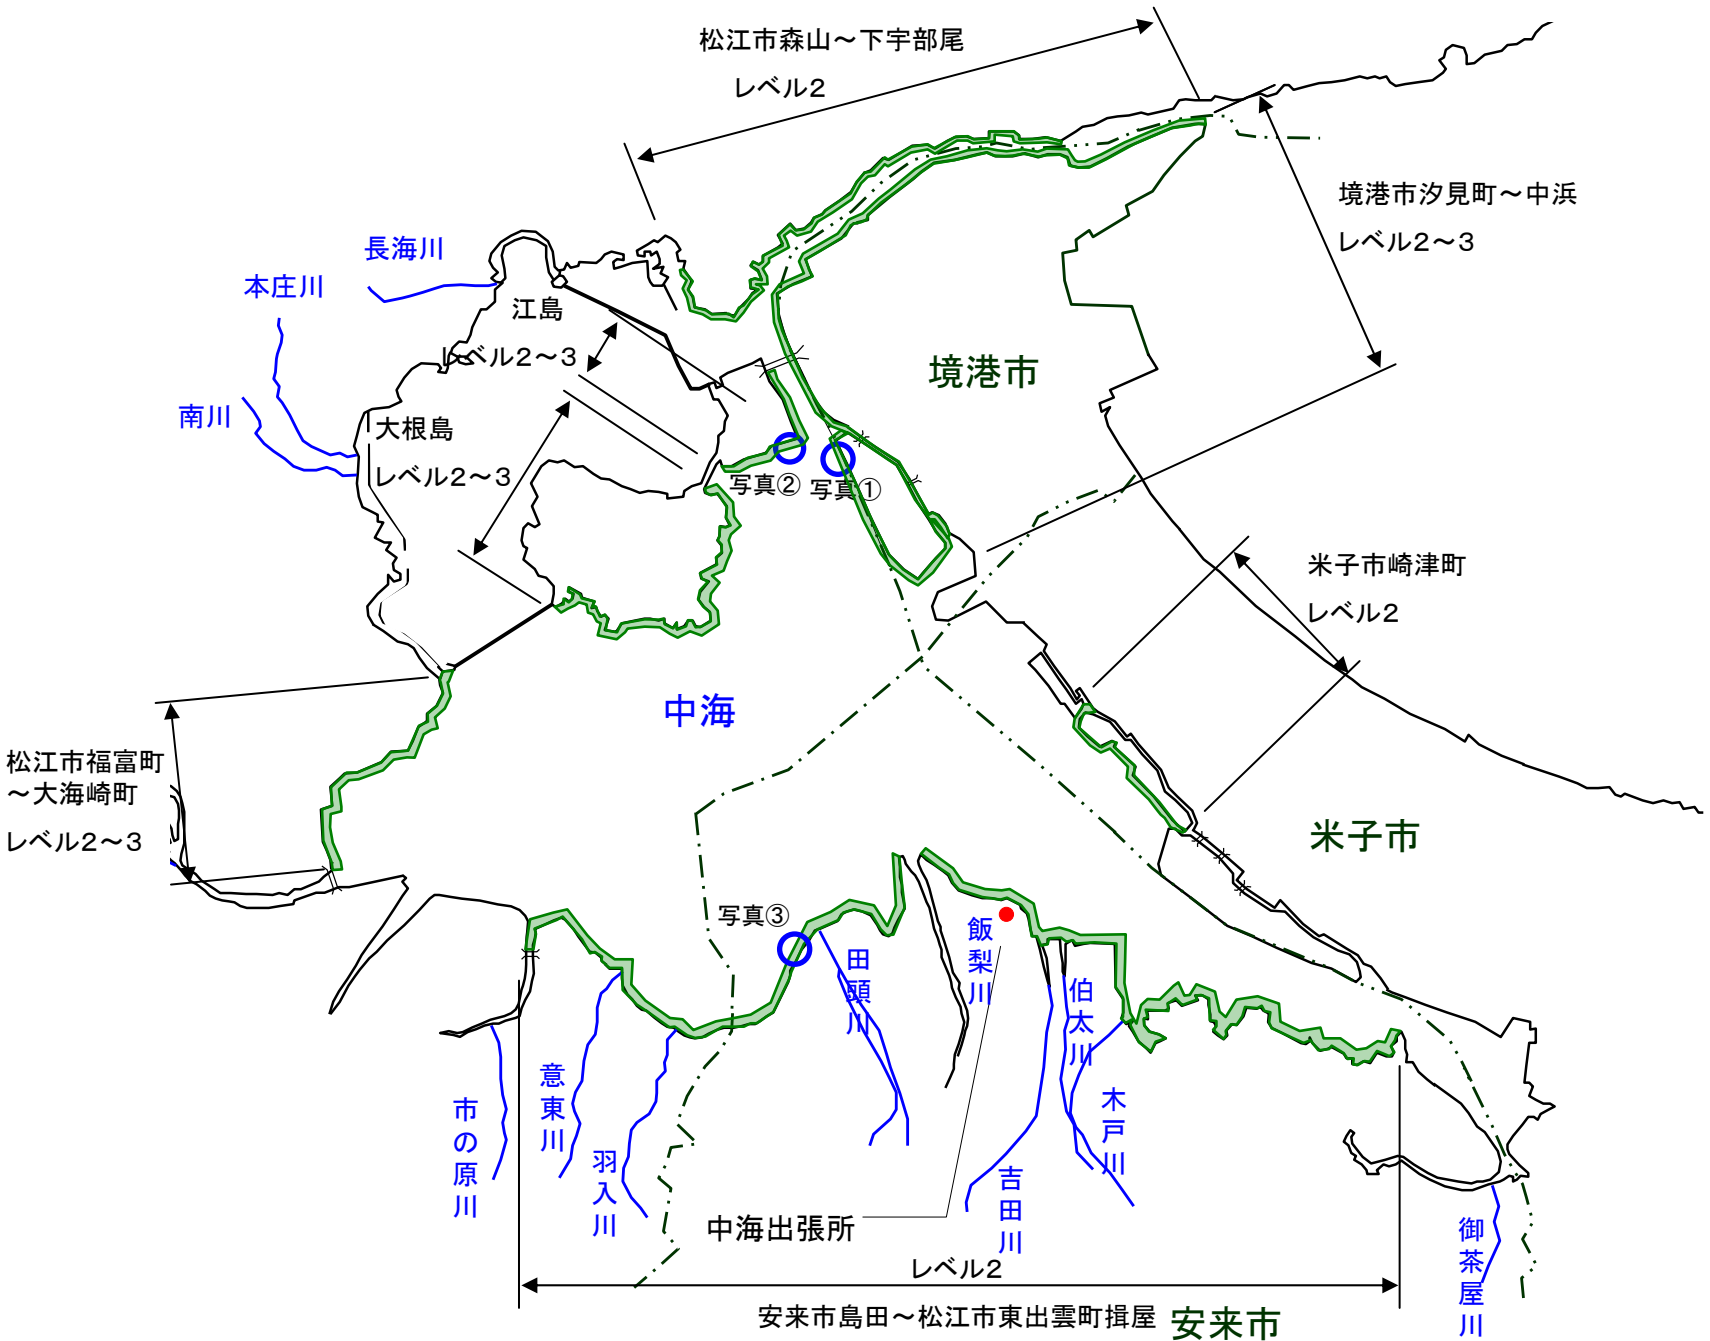 松江市森山～下宇部尾
レベル2
境港市汐見町～中浜
レベル2～3
長海川
本庄川
江島
レベル2～3
境港市
南川
大根島
レベル2～3
写真②
写真①
米子市崎津町
レベル2
中海
松江市福富町
～大海崎町
レベル2～3
米子市
写真③
飯梨川
田頭川
伯太川
意東川
市の原川
木戸川
羽入川
吉田川
中海出張所
御茶屋川
レベル2
安来市島田～松江市東出雲町揖屋
安来市